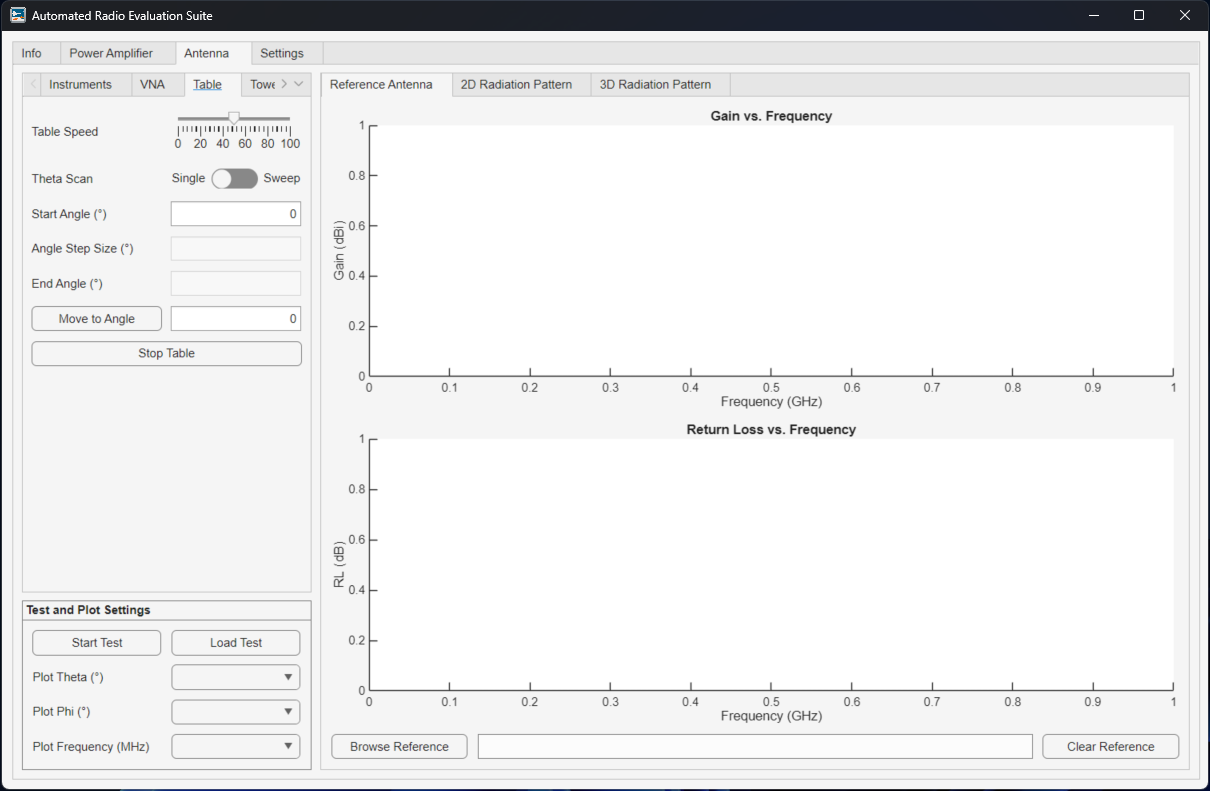 Automated Radio Evaluation Suite
Info Power Amplifier Antenna Settings
Instruments VNA Table Towe
Table Speed
0 20 40 60 80 100
Theta Scan Single Sweep
Start Angle (°) 0
Angle Step Size (°)
End Angle (°)
Move to Angle 0
Stop Table
Test and Plot Settings
Start Test Load Test
Plot Theta (°)
Plot Phi (°)
Plot Frequency (MHz)
Reference Antenna 2D Radiation Pattern 3D Radiation Pattern
Gain vs. Frequency
Gain (dBi)
1
0.8
0.6
0.4
0.2
0
0 0.1 0.2 0.3 0.4 0.5 0.6 0.7 0.8 0.9 1
Frequency (GHz)
Return Loss vs. Frequency
RL (dB)
1
0.8
0.6
0.4
0.2
0
0 0.1 0.2 0.3 0.4 0.5 0.6 0.7 0.8 0.9 1
Frequency (GHz)
Browse Reference Clear Reference